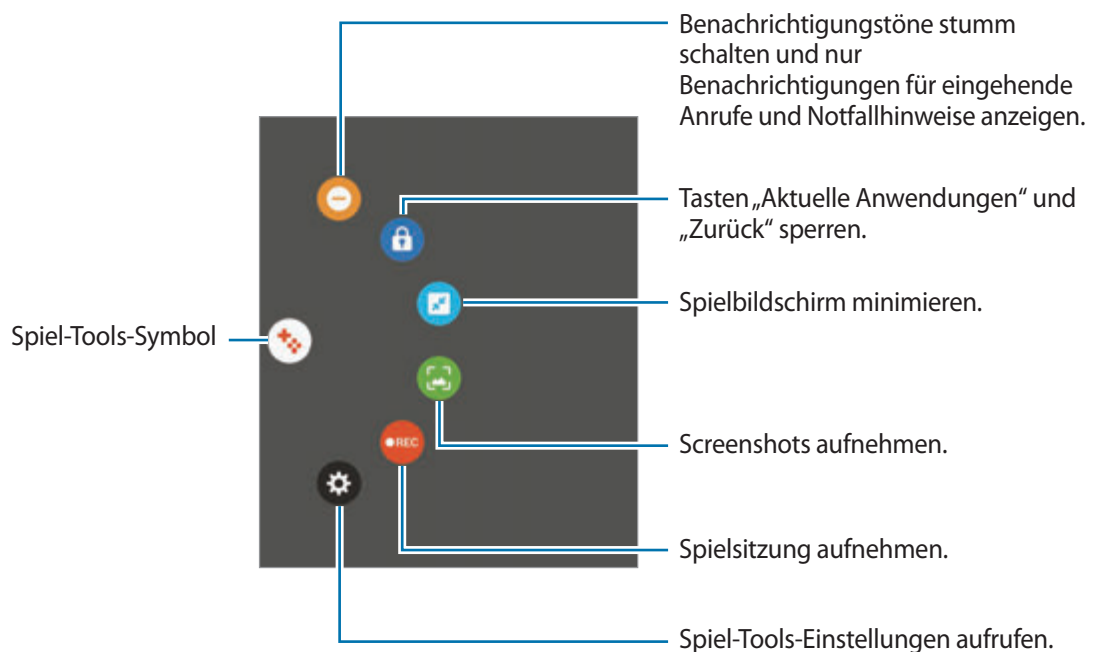 Benachrichtigungstöne stumm
schalten und nur
Benachrichtigungen für eingehende
Anrufe und Notfallhinweise anzeigen.
Tasten „Aktuelle Anwendungen“ und
„Zurück“ sperren.
Spielbildschirm minimieren.
Spiel-Tools-Symbol
Screenshots aufnehmen.
REC
Spielsitzung aufnehmen.
Spiel-Tools-Einstellungen aufrufen.